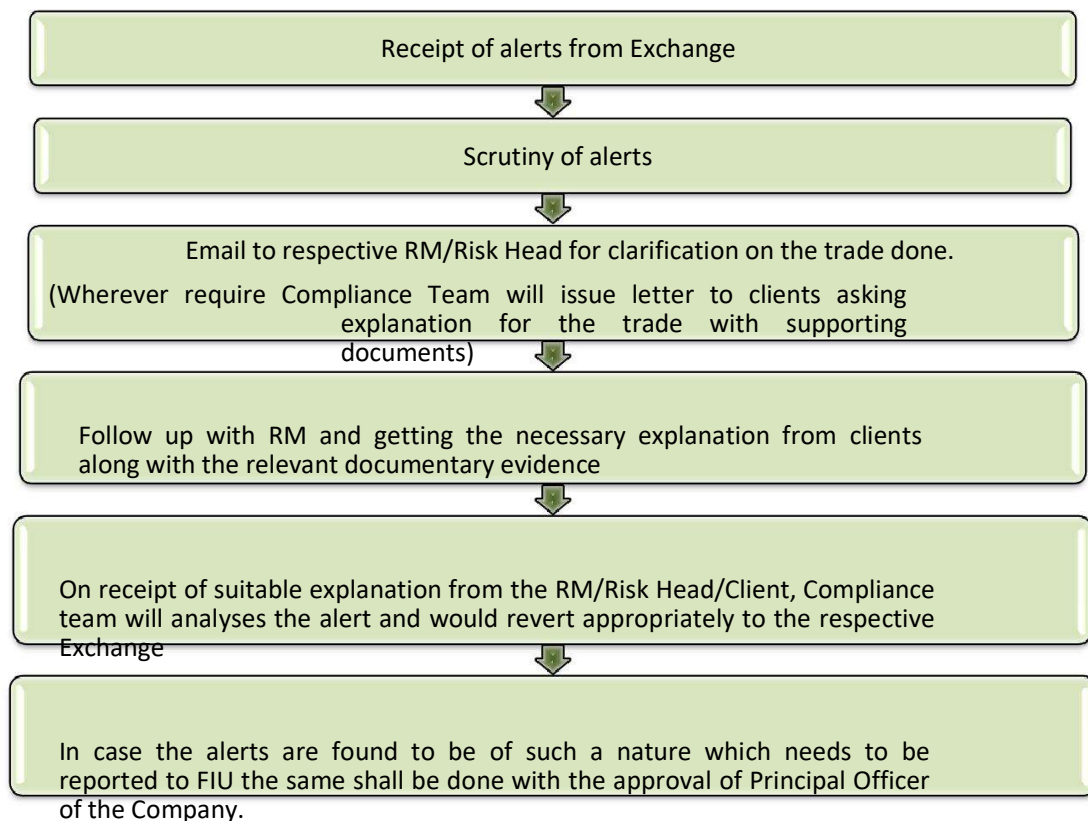 Receipt of alerts from Exchange
Scrutiny of alerts
Email to respective RM/Risk Head for clarification on the trade done.
(Wherever require Compliance Team will issue letter to clients asking
explanation for the trade with supporting
documents)
Follow up with RM and getting the necessary explanation from clients
along with the relevant documentary evidence
On receipt of suitable explanation from the RM/Risk Head/Client, Compliance
team will analyses the alert and would revert appropriately to the respective
Exchange
In case the alerts are found to be of such a nature which needs to be
reported to FIU the same shall be done with the approval of Principal Officer
of the Company.